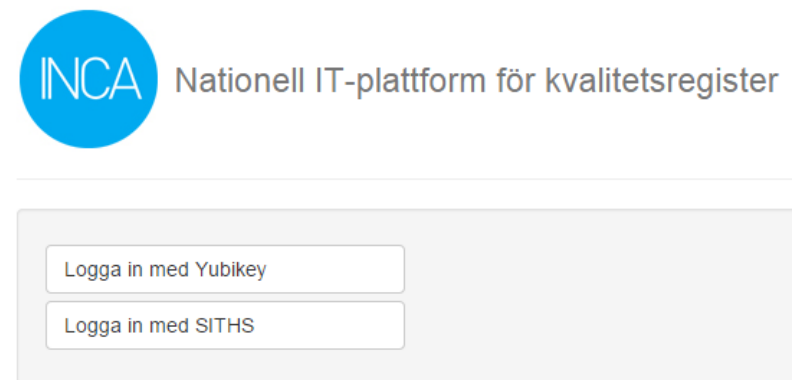 INCA
Nationell IT-plattform för kvalitetsregister
Logga in med Yubikey
Logga in med SITHS